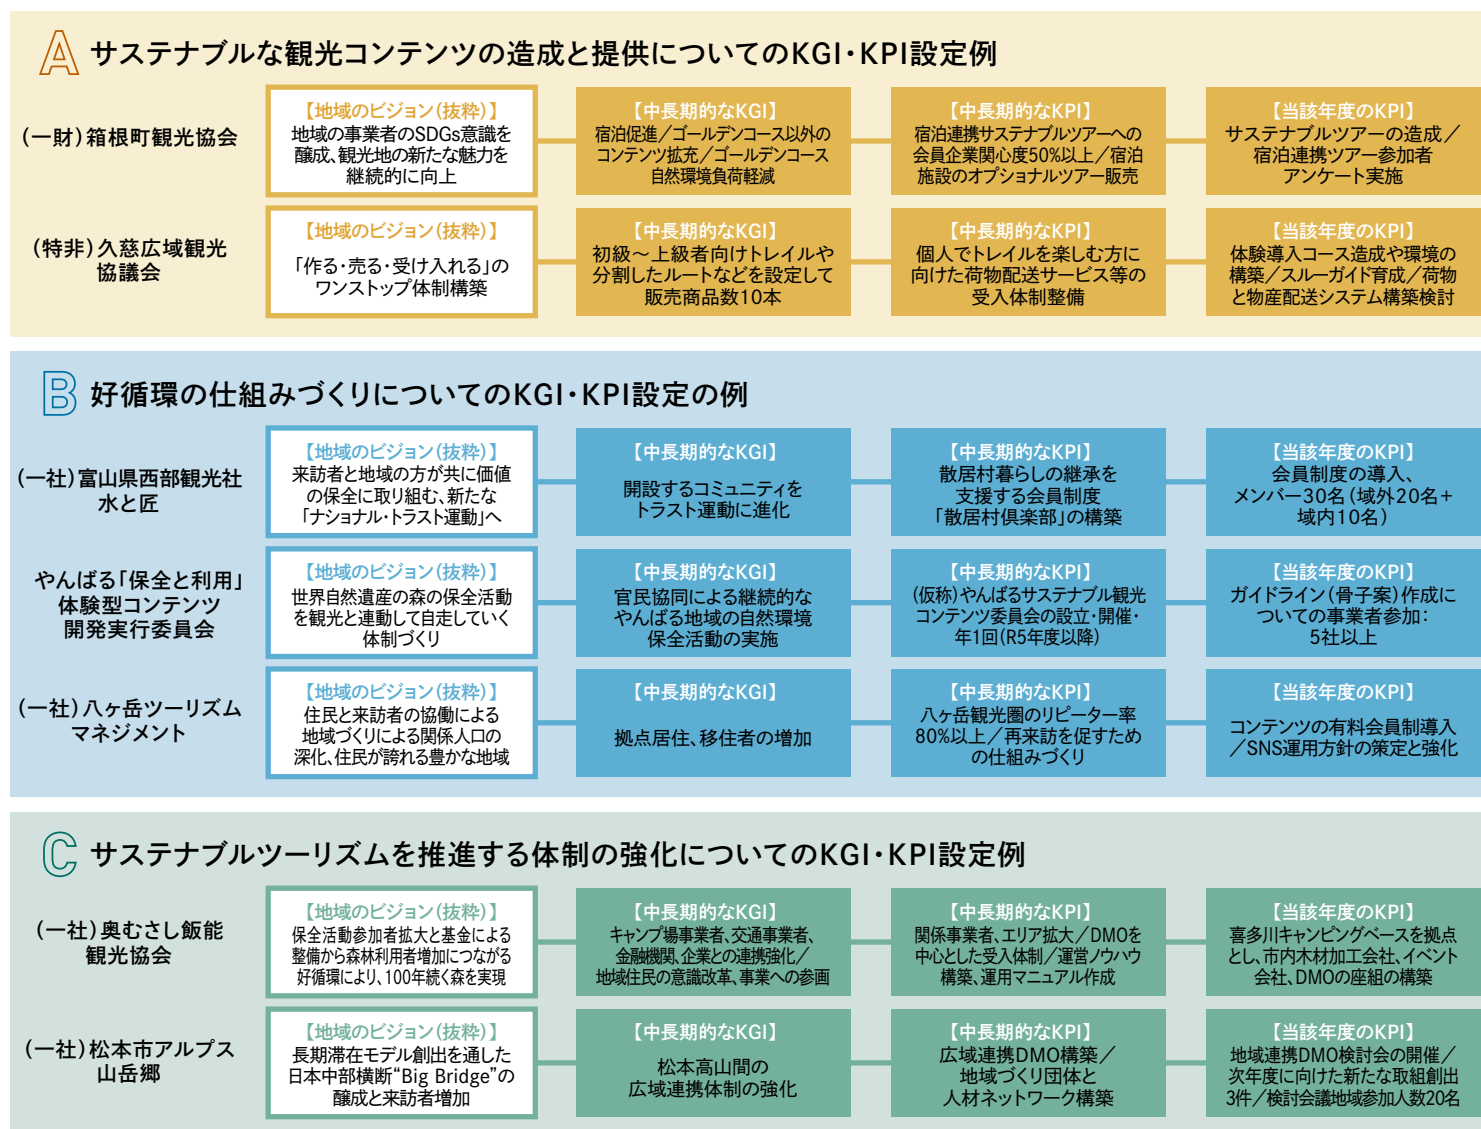 A サステナブルな観光コンテンツの造成と提供についてのKGI・KPI設定例
(一財)箱根町観光協会
【地域のビジョン(抜粋)】
地域の事業者のSDGs意識を
醸成、観光地の新たな魅力を
継続的に向上
【中長期的なKGI】
宿泊促進／ゴールデンコース以外の
コンテンツ拡充／ゴールデンコース
自然環境負荷軽減
【中長期的なKPI】
宿泊連携サステナブルツアーへの
会員企業関心度50%以上／宿泊
施設のオプショナルツアー販売
【当該年度のKPI】
サステナブルツアーの造成／
宿泊連携ツアー参加者
アンケート実施
(特非)久慈広域観光
協議会
【地域のビジョン(抜粋)】
「作る・売る・受け入れる」の
ワンストップ体制構築
【中長期的なKGI】
初級〜上級者向けトレイルや
分割したルートなどを設定して
販売商品数10本
【中長期的なKPI】
個人でトレイルを楽しむ方に
向けた荷物配送サービス等の
受入体制整備
【当該年度のKPI】
体験導入コース造成や環境の
構築／スルーガイド育成／荷物
と物産配送システム構築検討
B 好循環の仕組みづくりについてのKGI・KPI設定の例
(一社)富山県西部観光社
水と匠
【地域のビジョン(抜粋)】
来訪者と地域の方が共に価値
の保全に取り組む、新たな
「ナショナル・トラスト運動」へ
【中長期的なKGI】
開設するコミュニティを
トラスト運動に進化
【中長期的なKPI】
散居村暮らしの継承を
支援する会員制度
「散居村倶楽部」の構築
【当該年度のKPI】
会員制度の導入、
メンバー30名(域外20名+
域内10名)
やんばる「保全と利用」
体験型コンテンツ
開発実行委員会
【地域のビジョン(抜粋)】
世界自然遺産の森の保全活動
を観光と連動して自走していく
体制づくり
【中長期的なKGI】
官民協同による継続的な
やんばる地域の自然環境
保全活動の実施
【中長期的なKPI】
(仮称)やんばるサステナブル観光
コンテンツ委員会の設立・開催・
年1回(R5年度以降)
【当該年度のKPI】
ガイドライン(骨子案)作成に
ついての事業者参加：
5社以上
(一社)八ヶ岳ツーリズム
マネジメント
【地域のビジョン(抜粋)】
住民と来訪者の協働による
地域づくりによる関係人口の
深化、住民が誇れる豊かな地域
【中長期的なKGI】
拠点居住、移住者の増加
【中長期的なKPI】
八ヶ岳観光圏のリピーター率
80%以上／再来訪を促すため
の仕組みづくり
【当該年度のKPI】
コンテンツの有料会員制導入
／SNS運用方針の策定と強化
C サステナブルツーリズムを推進する体制の強化についてのKGI・KPI設定例
(一社)奥むさし飯能
観光協会
【地域のビジョン(抜粋)】
保全活動参加者拡大と基金による
整備から森林利用者増加につながる
好循環により、100年続く森を実現
【中長期的なKGI】
キャンプ場事業者、交通事業者、
金融機関、企業との連携強化／
地域住民の意識改革、事業への参画
【中長期的なKPI】
関係事業者、エリア拡大／DMOを
中心とした受入体制／運営ノウハウ
構築、運用マニュアル作成
【当該年度のKPI】
喜多川キャンピングベースを拠点
とし、市内木材加工会社、イベント
会社、DMOの座組の構築
(一社)松本市アルプス
山岳郷
【地域のビジョン(抜粋)】
長期滞在モデル創出を通した
日本中部横断“Big Bridge”の
醸成と来訪者増加
【中長期的なKGI】
松本高山間の
広域連携体制の強化
【中長期的なKPI】
広域連携DMO構築／
地域づくり団体と
人材ネットワーク構築
【当該年度のKPI】
地域連携DMO検討会の開催／
次年度に向けた新たな取組創出
3件／検討会議地域参加人数20名